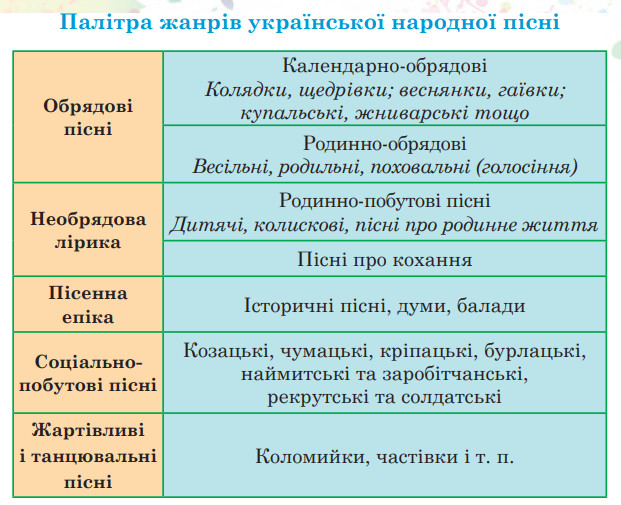 Палітра жанрів української народної пісні
Обрядові
пісні
Календарно-обрядові
Колядки, щедрівки; веснянки, гаївки;
купальські, жниварські тощо
Родинно-обрядові
Весільні, родильні, поховальні (голосіння)
Необрядова
лірика
Родинно-побутові пісні
Дитячі, колискові, пісні про родинне життя
Пісні про кохання
Пісенна
епіка
Історичні пісні, думи, балади
Соціально-
побутові пісні
Козацькі, чумацькі, кріпацькі, бурлацькі,
наймитські та заробітчанські,
рекрутські та солдатські
Жартівливі
і танцювальні
пісні
Коломийки, частівки і т. п.